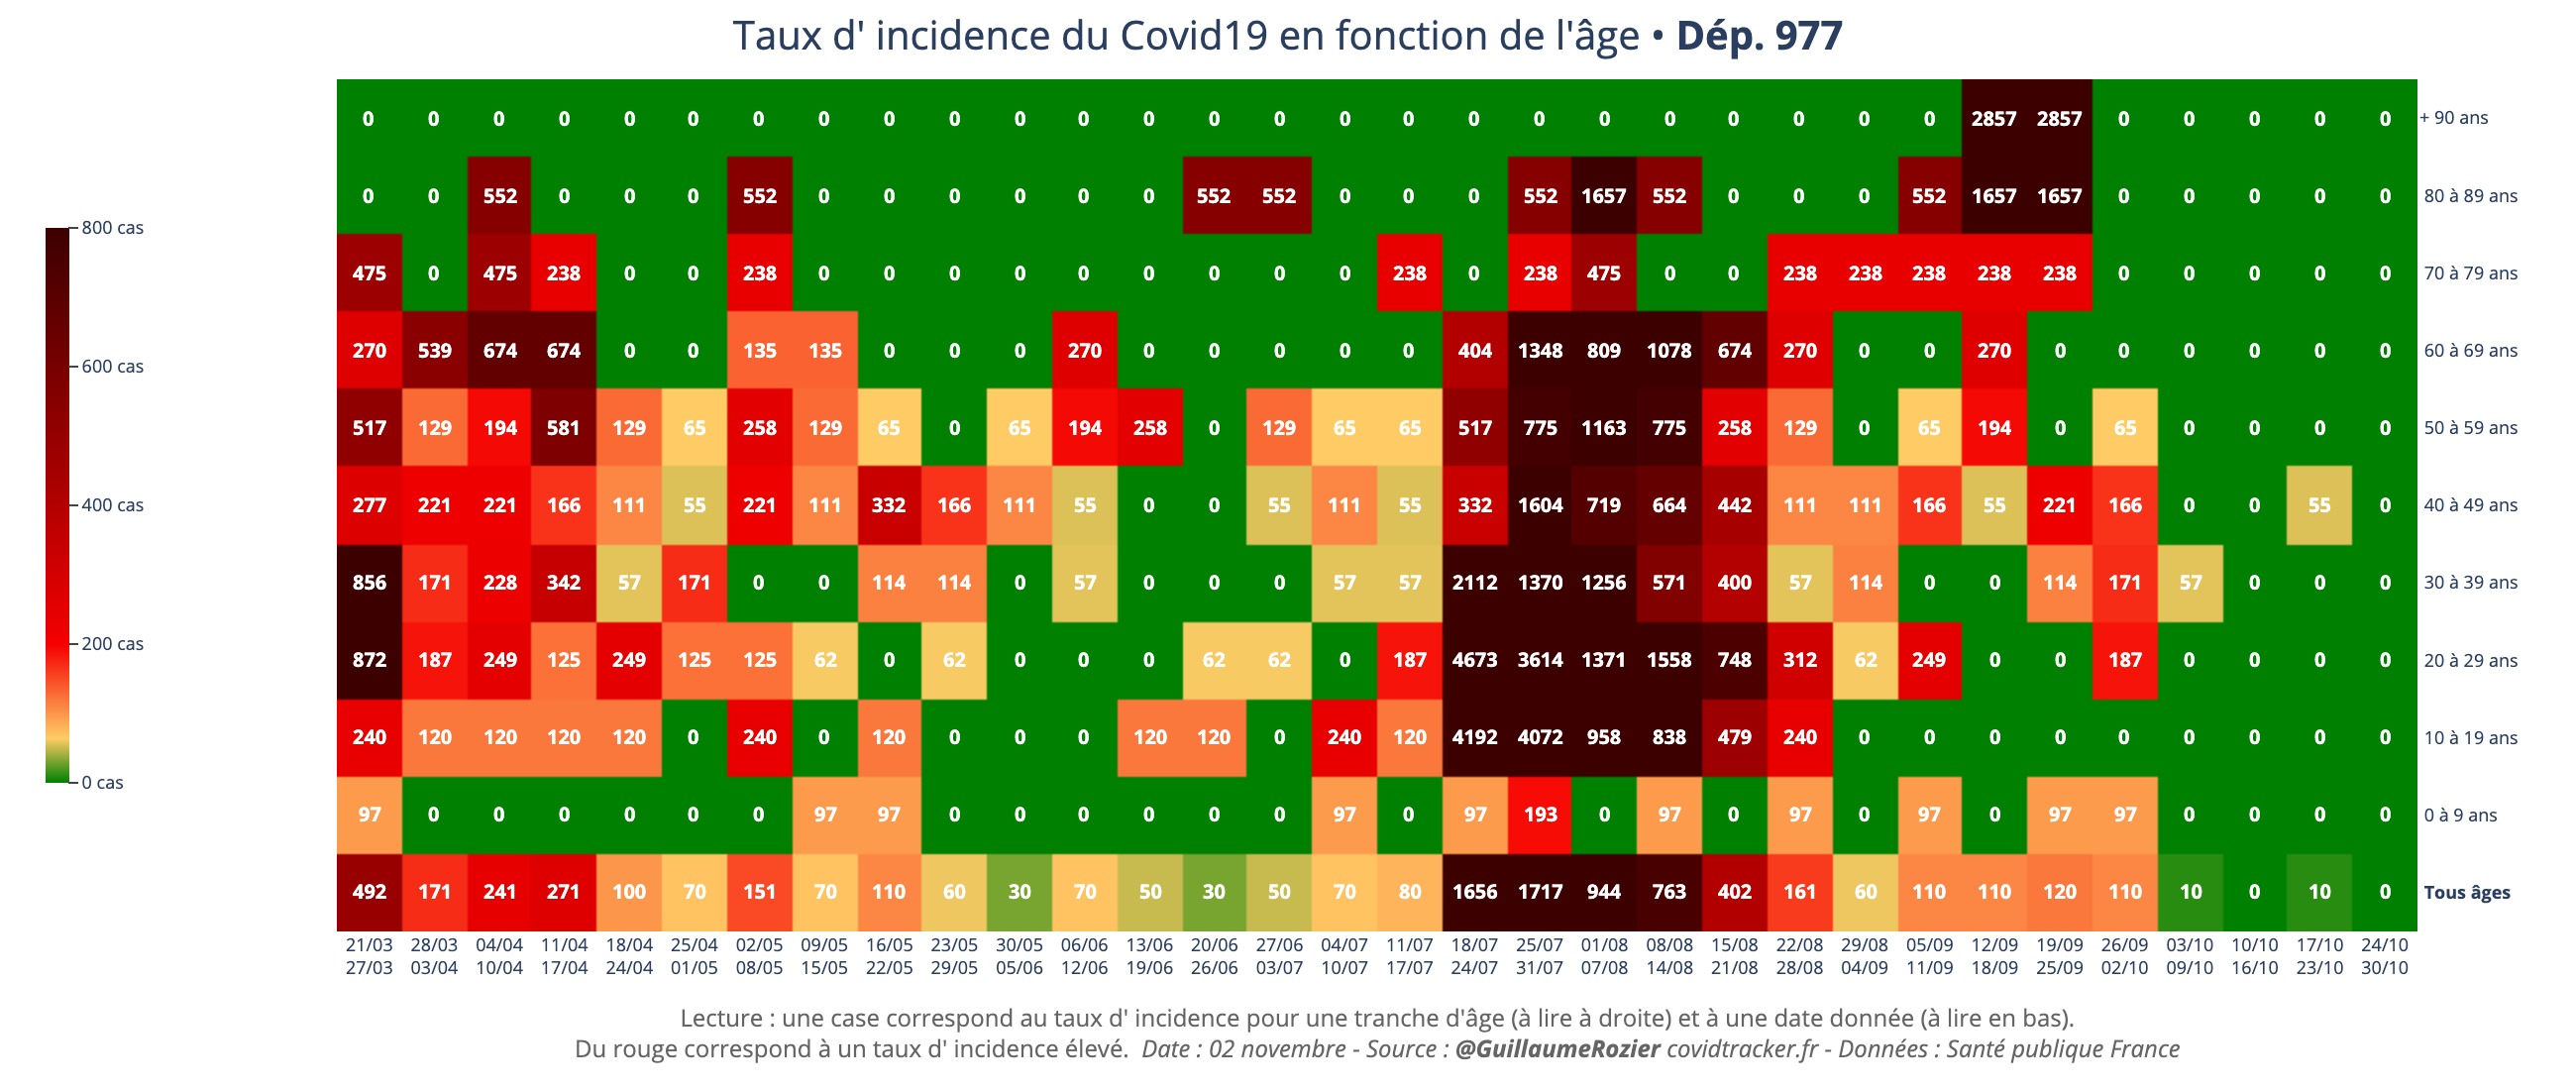 Taux d' incidence du Covid19 en fonction de l'âge • Dép. 977
0 0 0 0 0 0 0 0 0 0 0 0 0 0 0 0 0 0 0 0 0 0 0 0 0 2857 2857 0 0 0 0 0 + 90 ans
0 0 552 0 0 0 552 0 0 0 0 0 0 552 552 0 0 0 552 1657 552 0 0 0 552 1657 1657 0 0 0 0 0 80 à 89 ans
800 cas
475 0 475 238 0 0 238 0 0 0 0 0 0 0 0 0 238 0 238 475 0 0 238 238 238 238 238 0 0 0 0 0 70 à 79 ans
270 539 674 674 0 0 135 135 0 0 0 270 0 0 0 0 0 404 1348 809 1078 674 270 0 0 270 0 0 0 0 0 0 60 à 69 ans
600 cas
517 129 194 581 129 65 258 129 65 0 65 194 258 0 129 65 65 517 775 1163 775 258 129 0 65 194 0 65 0 0 0 0 50 à 59 ans
400 cas
277 221 221 166 111 55 221 111 332 166 111 55 0 0 55 111 55 332 1604 719 664 442 111 111 166 55 221 166 0 0 55 0 40 à 49 ans
856 171 228 342 57 171 0 0 114 114 0 57 0 0 0 57 57 2112 1370 1256 571 400 57 114 0 0 114 171 57 0 0 0 30 à 39 ans
200 cas
872 187 249 125 249 125 125 62 0 62 0 0 0 62 62 0 187 4673 3614 1371 1558 748 312 62 249 0 0 187 0 0 0 0 20 à 29 ans
240 120 120 120 120 0 240 0 120 0 0 0 120 120 0 240 120 4192 4072 958 838 479 240 0 0 0 0 0 0 0 0 0 10 à 19 ans
0 cas
97 0 0 0 0 0 0 97 97 0 0 0 0 0 0 97 0 97 193 0 97 0 97 0 97 0 97 97 0 0 0 0 0 à 9 ans
492 171 241 271 100 70 151 70 110 60 30 70 50 30 50 70 80 1656 1717 944 763 402 161 60 110 110 120 110 10 0 10 0 Tous âges
21/03 28/03 04/04 11/04 18/04 25/04 02/05 09/05 16/05 23/05 30/05 06/06 13/06 20/06 27/06 04/07 11/07 18/07 25/07 01/08 08/08 15/08 22/08 29/08 05/09 12/09 19/09 26/09 03/10 10/10 17/10 24/10
27/03 03/04 10/04 17/04 24/04 01/05 08/05 15/05 22/05 29/05 05/06 12/06 19/06 26/06 03/07 10/07 17/07 24/07 31/07 07/08 14/08 21/08 28/08 04/09 11/09 18/09 25/09 02/10 09/10 16/10 23/10 30/10
Lecture : une case correspond au taux d' incidence pour une tranche d'âge (à lire à droite) et à une date donnée (à lire en bas).
Du rouge correspond à un taux d' incidence élevé. Date : 02 novembre - Source : @GuillaumeRozier covidtracker.fr - Données : Santé publique France